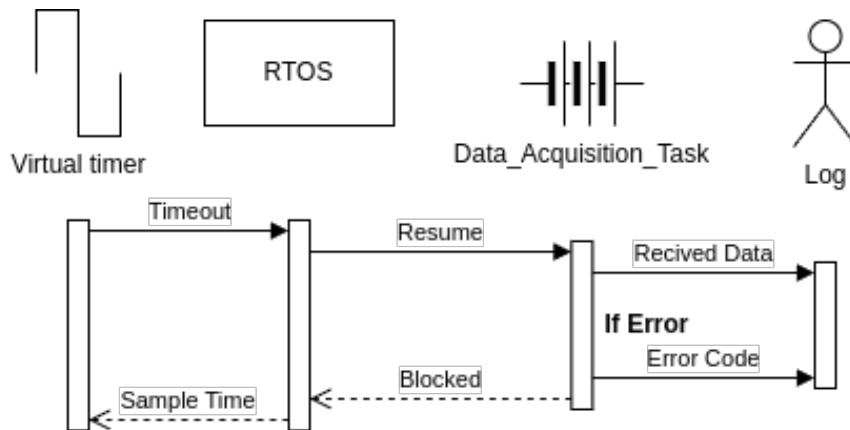 RTOS
Virtual timer
Data_Acquisition_Task
Log
Timeout
Resume
Recived Data
If Error
Error Code
Blocked
Sample Time